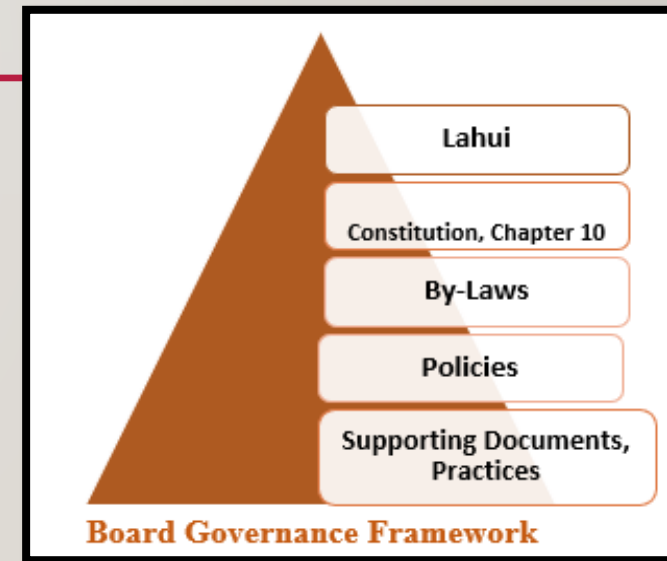 Lahui
Constitution, Chapter 10
By-Laws
Policies
Supporting Documents,
Practices
Board Governance Framework